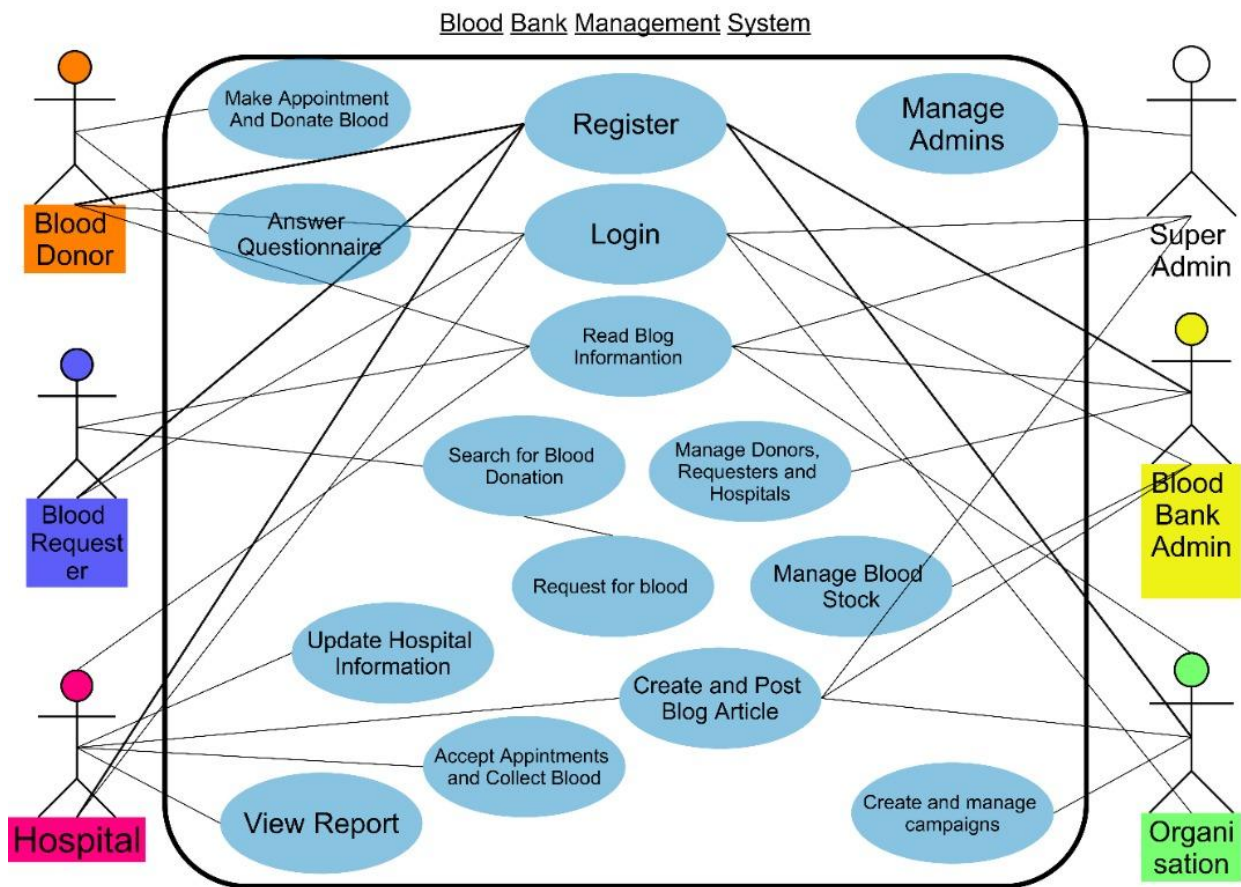 Blood Bank Management System
Make Appointment
And Donate Blood
Register
Manage
Admins
Blood
Donor
Answer
Questionnaire
Login
Super
Admin
Read Blog
Informantion
Search for Blood
Donation
Manage Donors,
Requesters and
Hospitals
Blood
Request
er
Blood
Bank
Admin
Request for blood
Manage Blood
Stock
Update Hospital
Information
Create and Post
Blog Article
Accept Appintments
and Collect Blood
View Report
Create and manage
campaigns
Hospital
Organi
sation